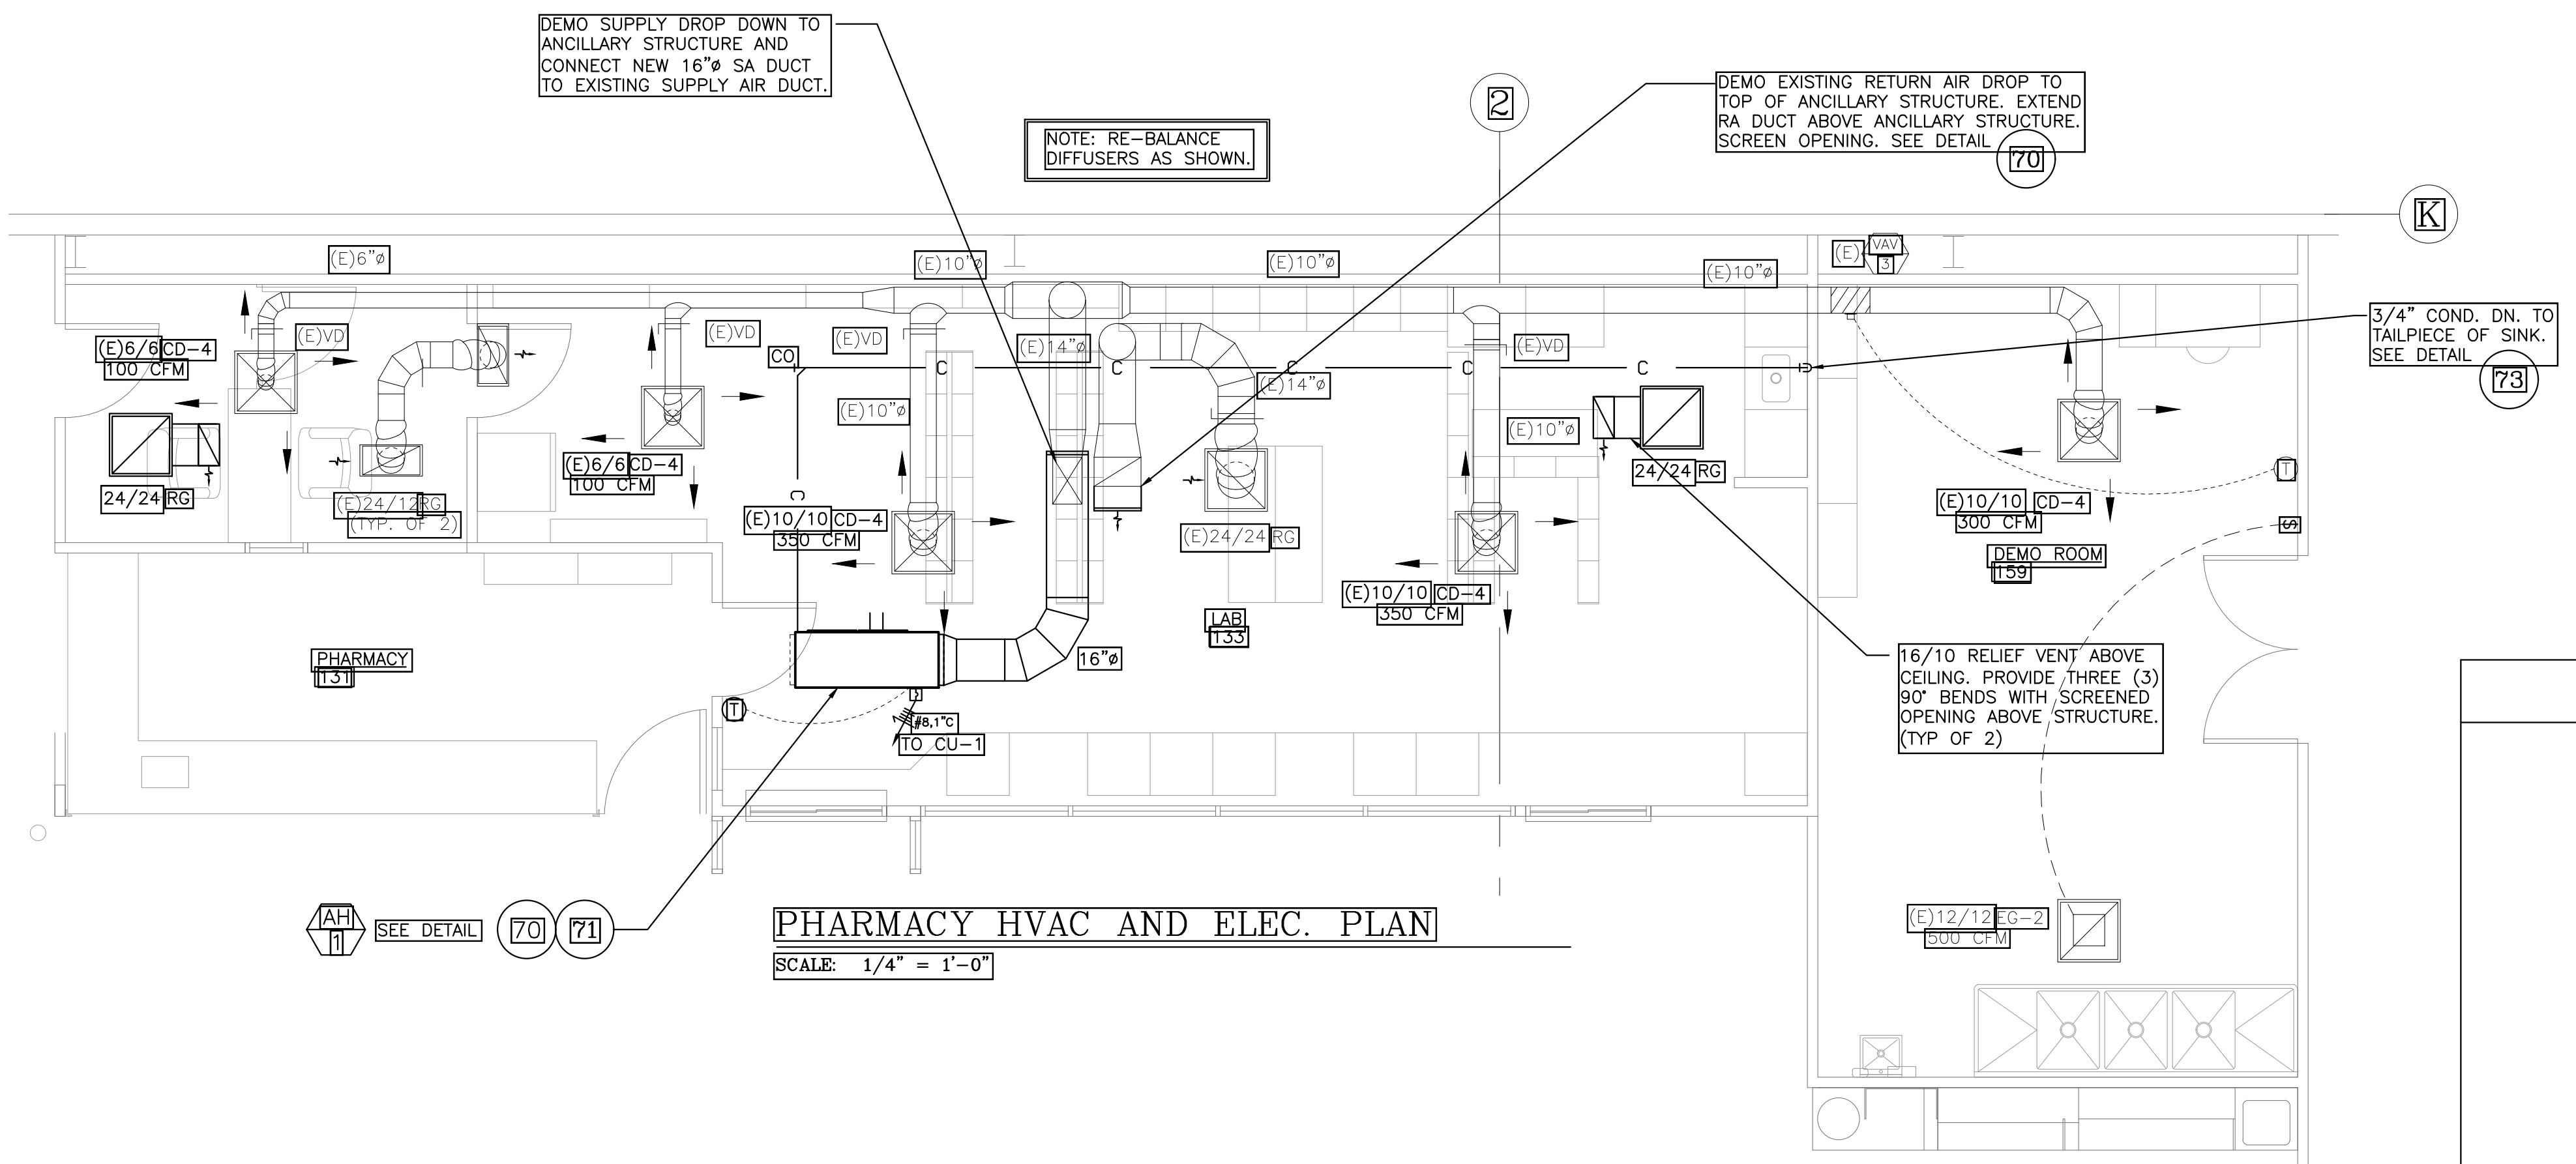 DEMO SUPPLY DROP DOWN TO
ANCILLARY STRUCTURE AND
CONNECT NEW 16"ø SA DUCT
TO EXISTING SUPPLY AIR DUCT.
NOTE: RE-BALANCE
DIFFUSERS AS SHOWN.
2
DEMO EXISTING RETURN AIR DROP TO
TOP OF ANCILLARY STRUCTURE. EXTEND
RA DUCT ABOVE ANCILLARY STRUCTURE.
SCREEN OPENING. SEE DETAIL
70
K
(E)6"ø
(E)10"ø
(E)10"ø
(E)10"ø
(E)
VAV
3
3/4" COND. DN. TO
TAILPIECE OF SINK.
SEE DETAIL
73
(E)VD
(E)VD
(E)VD
(E)14"ø
(E)VD
(E)6/6 CD-4
100 CFM
CO
C
C
C
C
C
(E)14"ø
(E)10"ø
(E)10"ø
24/24 RG
(E)24/12 RG
(TYP. OF 2)
(E)6/6 CD-4
100 CFM
C
(E)10/10 CD-4
350 CFM
(E)24/24 RG
24/24 RG
T
(E)10/10 CD-4
300 CFM
S
DEMO ROOM
159
(E)10/10 CD-4
350 CFM
LAB
133
PHARMACY
131
16"ø
16/10 RELIEF VENT ABOVE
CEILING. PROVIDE THREE (3)
90° BENDS WITH SCREENED
OPENING ABOVE STRUCTURE.
(TYP OF 2)
T
#8,1"C
TO CU-1
AH
1
SEE DETAIL
70
71
PHARMACY HVAC AND ELEC. PLAN
SCALE: 1/4" = 1'-0"
(E)12/12 EG-2
500 CFM